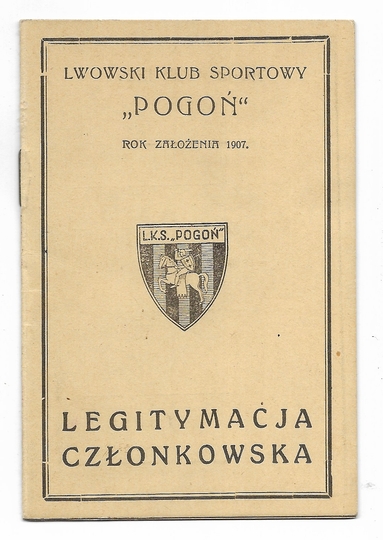 LWOWSKI KLUB SPORTOWY
„POGOŃ“
ROK ZAŁOŻENIA 1907.
L.K.S. „POGOŃ”
LEGITYMACJA
CZŁONKOWSKA